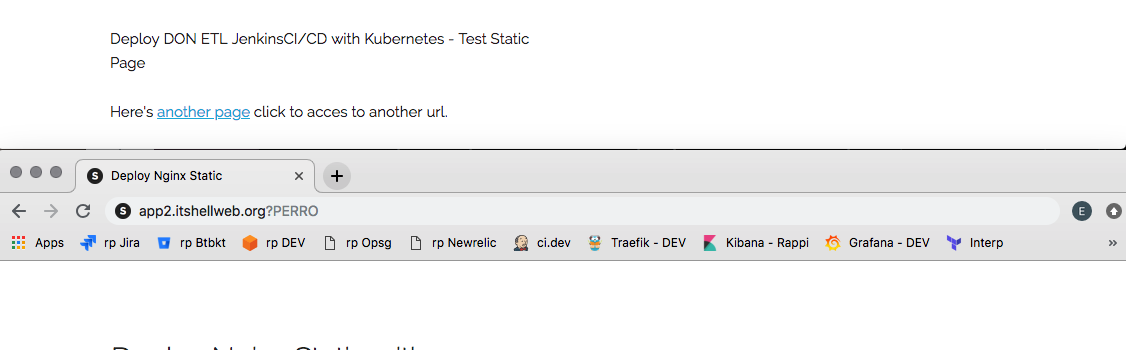 Deploy DON ETL JenkinsCI/CD with Kubernetes - Test Static
Page
Here's another page click to acces to another url.
S Deploy Nginx Static
S app2.itshellweb.org?PERRO E
Apps rp Jira rp Btbkt rp DEV rp Opsg rp Newrelic ci.dev Traefik - DEV Kibana - Rappi Grafana - DEV Interp »